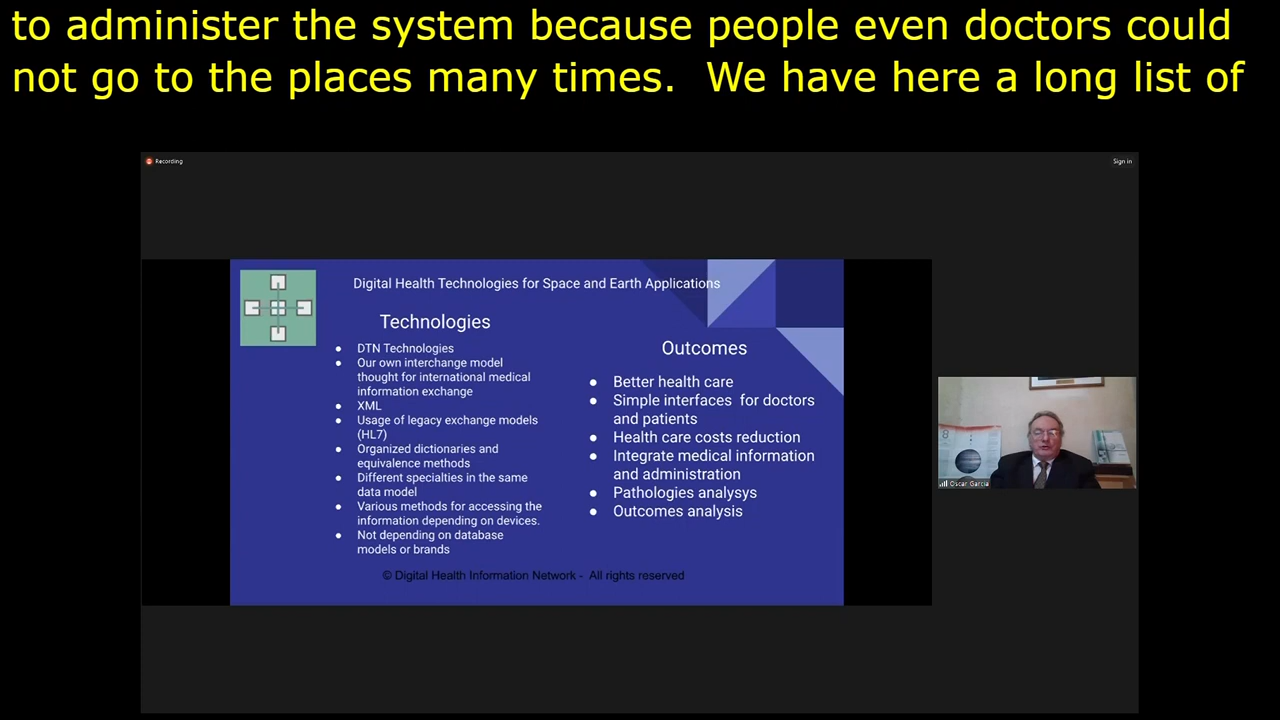 to administer the system because people even doctors could
not go to the places many times.  We have here a long list of
Recording
Sign in
Digital Health Technologies for Space and Earth Applications
Technologies
● DTN Technologies
● Our own interchange model
thought for international medical
information exchange
● XML
● Usage of legacy exchange models
(HL7)
● Organized dictionaries and
equivalence methods
● Different specialties in the same
data model
● Various methods for accessing the
information depending on devices.
● Not depending on database
models or brands
Outcomes
● Better health care
● Simple interfaces  for doctors
and patients
● Health care costs reduction
● Integrate medical information
and administration
● Pathologies analysys
● Outcomes analysis
© Digital Health Information Network -  All rights reserved
8
Oscar Garcia